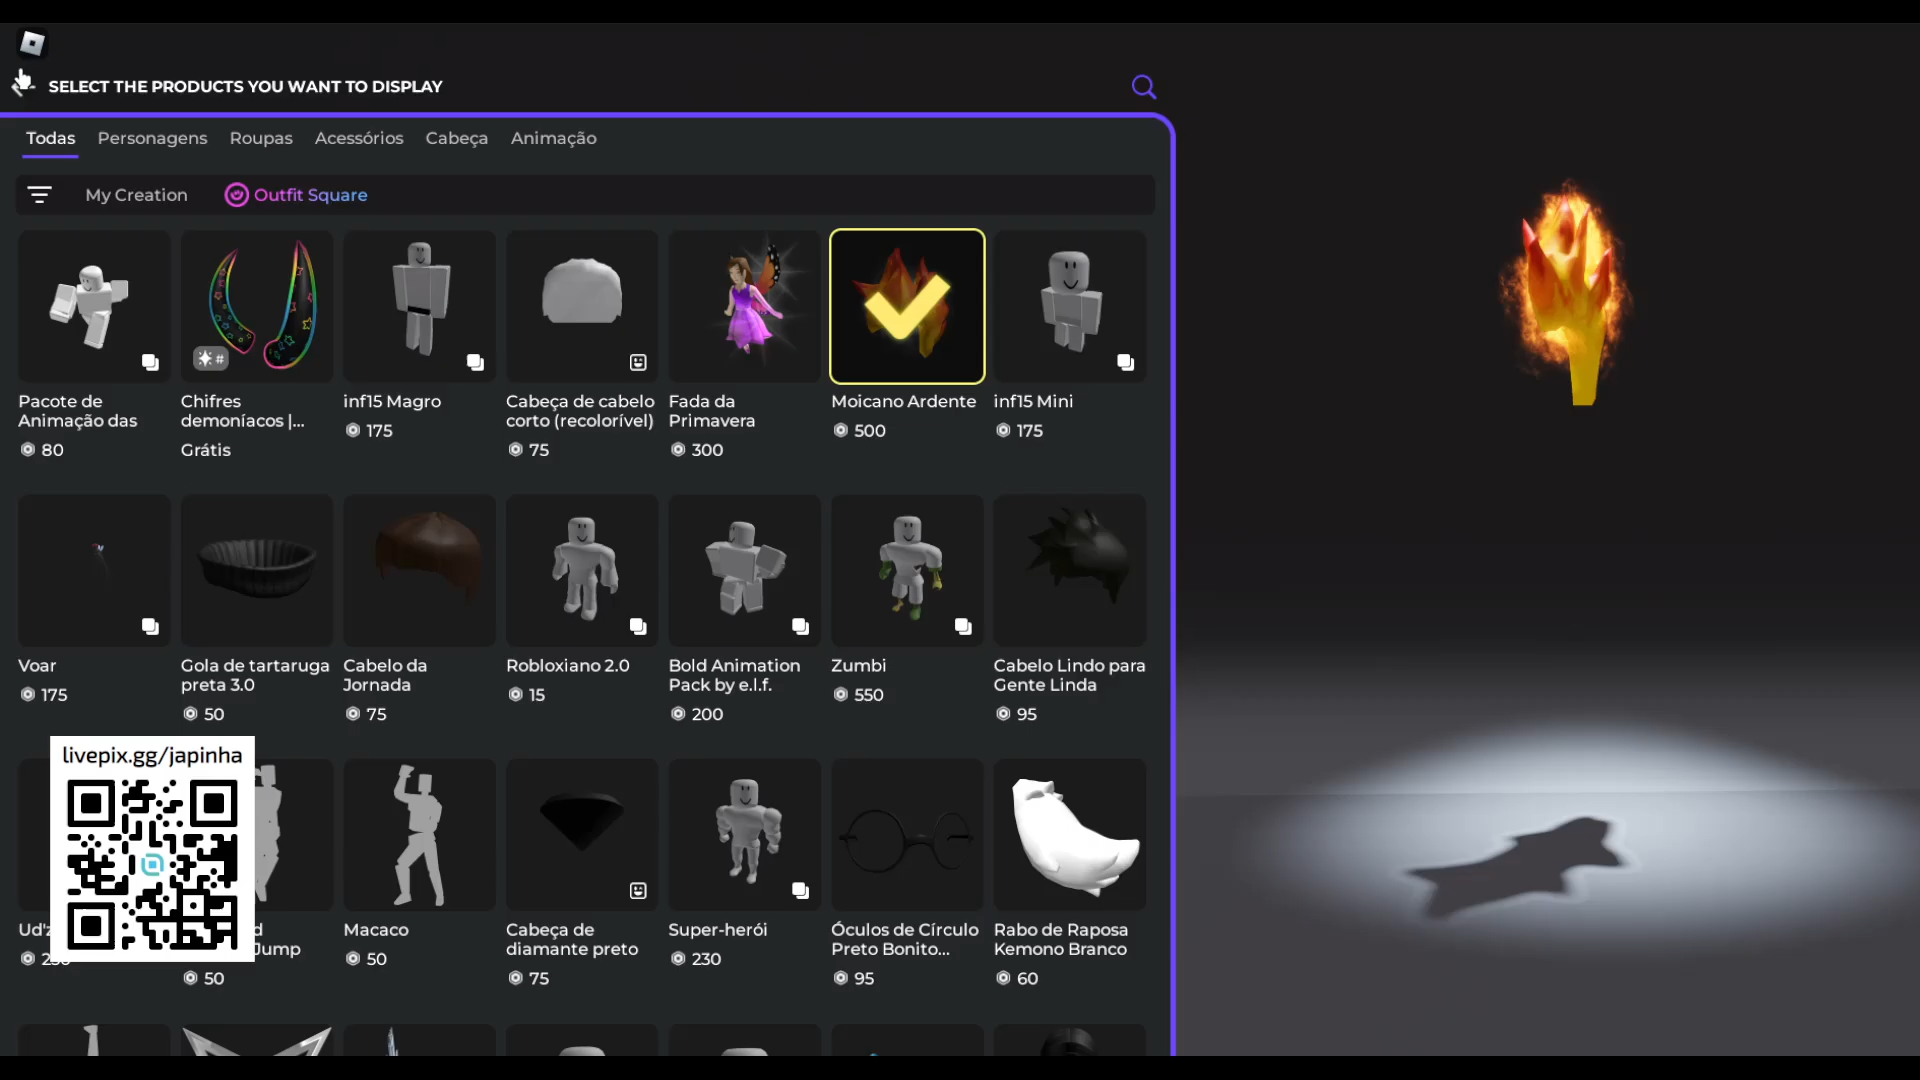 SELECT THE PRODUCTS YOU WANT TO DISPLAY
Todas Personagens Roupas Acessórios Cabeça Animação
My Creation Outfit Square
#
Pacote de
Animação das
80
Chifres
demoníacos |...
Grátis
inf15 Magro
175
Cabeça de cabelo
corto (recolorível)
75
Fada da
Primavera
300
Moicano Ardente
500
inf15 Mini
175
Voar
175
Gola de tartaruga
preta 3.0
50
Cabelo da
Jornada
75
Robloxiano 2.0
15
Bold Animation
Pack by e.l.f.
200
Zumbi
550
Cabelo Lindo para
Gente Linda
95
livepix.gg/japinha
Jump
50
Macaco
50
Cabeça de
diamante preto
75
Super-herói
230
Óculos de Círculo
Preto Bonito...
95
Rabo de Raposa
Kemono Branco
60